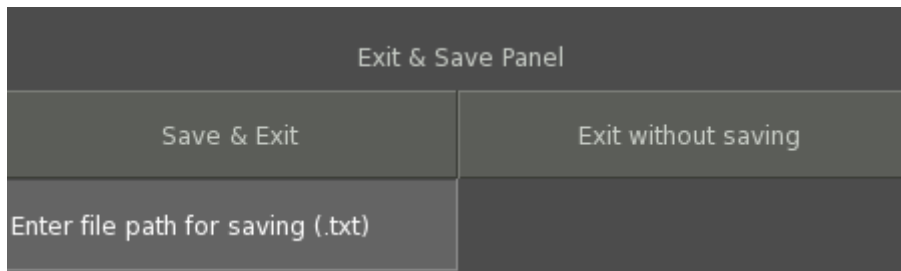 Exit & Save Panel
Save & Exit
Exit without saving
Enter file path for saving (.txt)